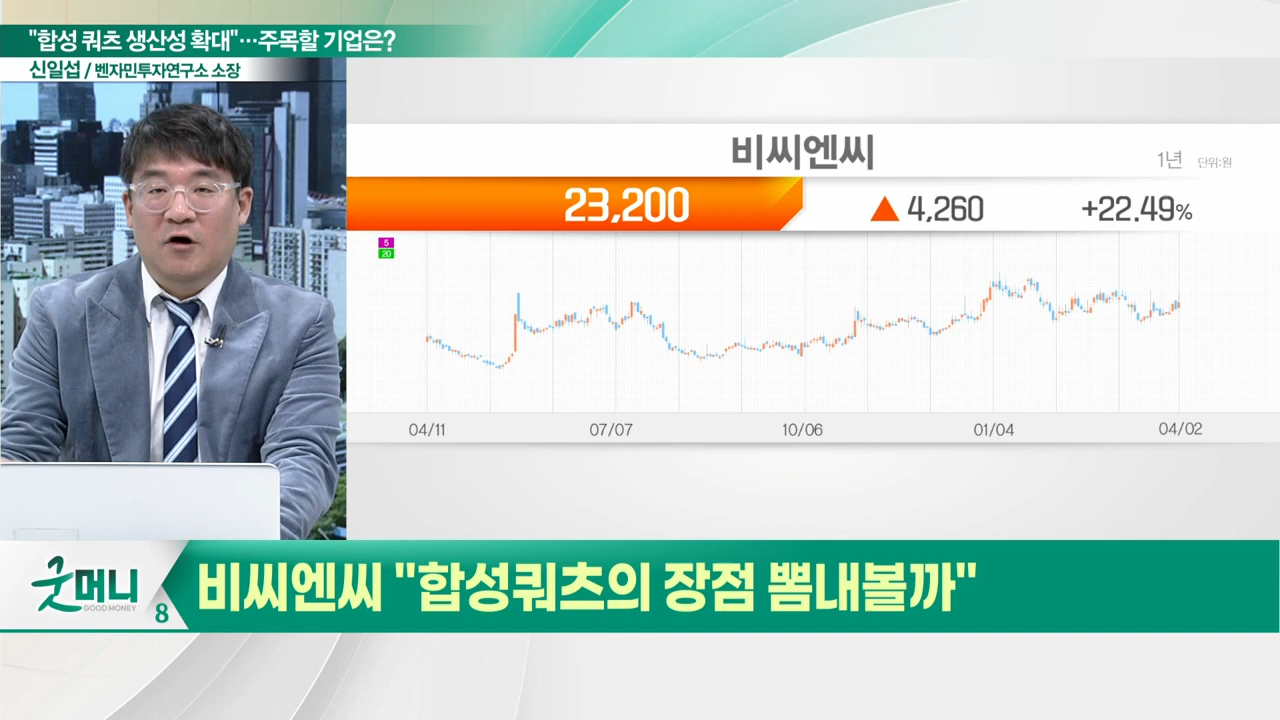 "합성 쿼츠 생산성 확대"…주목할 기업은?
신일섭 / 벤자민투자연구소 소장
비씨엔씨
1년 단위:원
23,200 ▲ 4,260 +22.49%
5
20
04/11 07/07 10/06 01/04 04/02
굿머니
GOOD MONEY
8
비씨엔씨 "합성쿼츠의 장점 뽐내볼까"